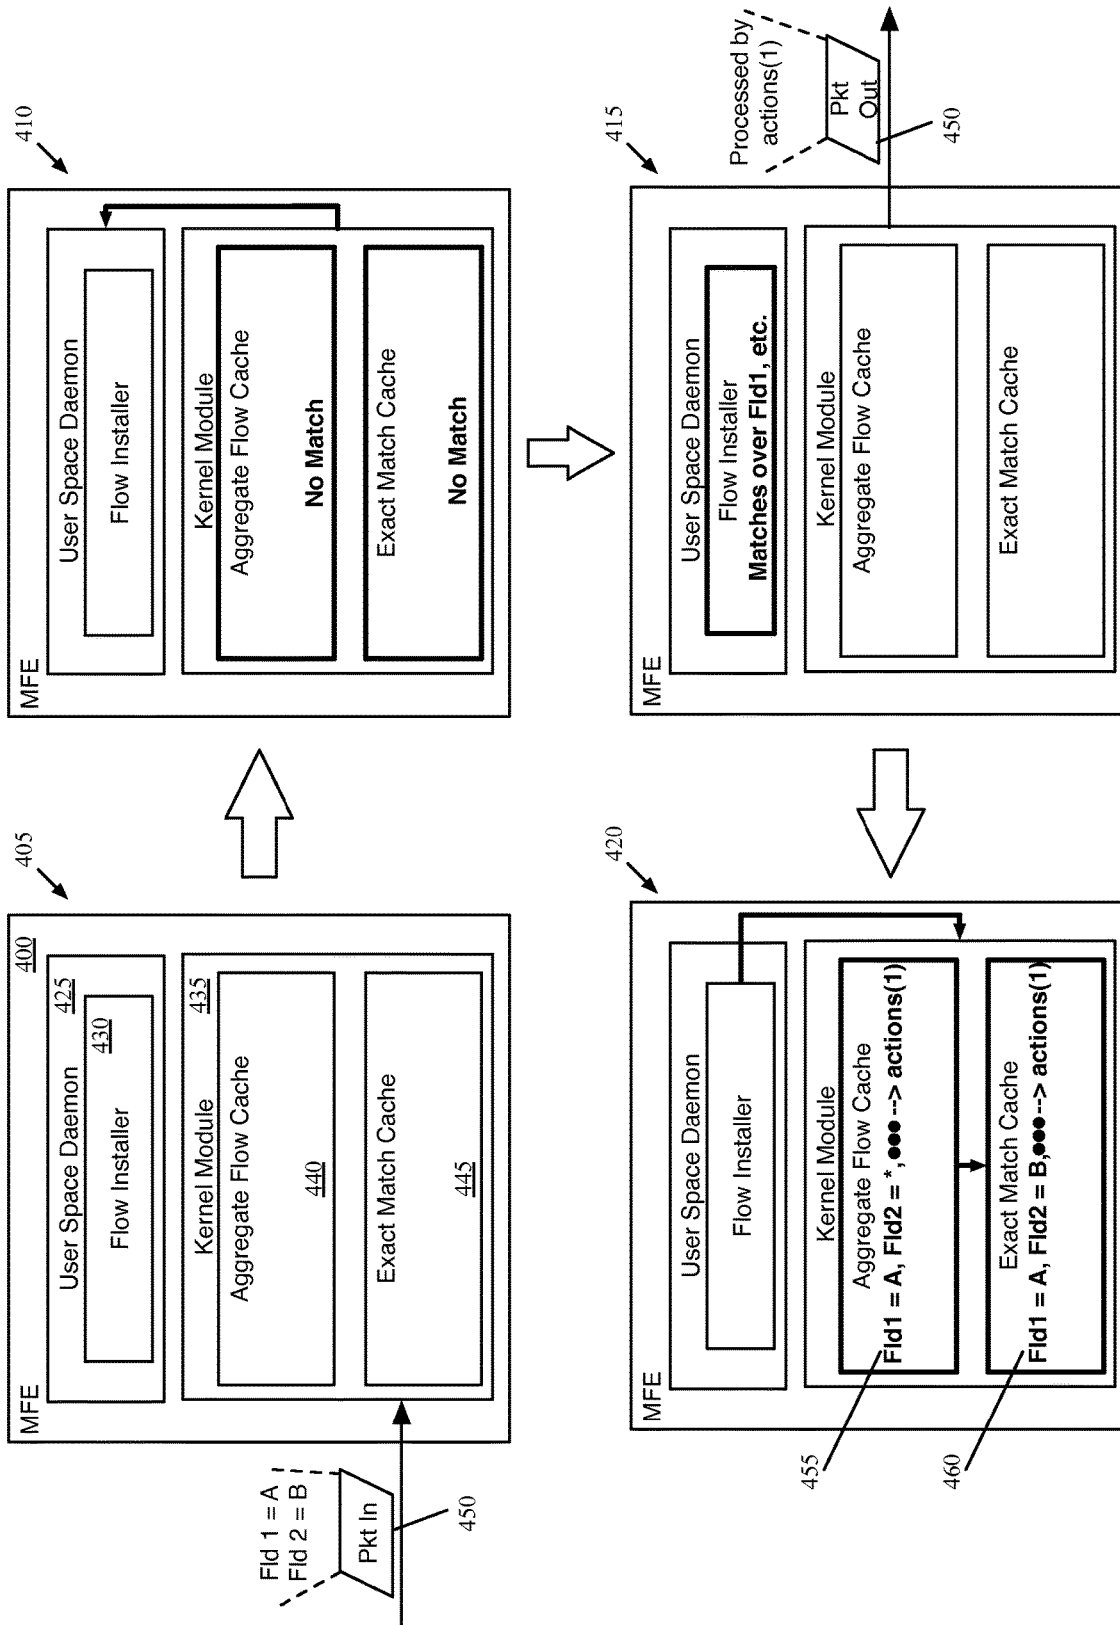 405
MFE
400
User Space Daemon
425
Flow Installer
430
Kernel Module
435
Aggregate Flow Cache
440
Exact Match Cache
445
Fld 1 = A
Fld 2 = B
Pkt In
450
410
MFE
User Space Daemon
Flow Installer
Kernel Module
Aggregate Flow Cache
No Match
Exact Match Cache
No Match
415
MFE
User Space Daemon
Flow Installer
Matches over Fld1, etc.
Kernel Module
Aggregate Flow Cache
Exact Match Cache
Processed by
actions(1)
Pkt
Out
450
420
MFE
User Space Daemon
Flow Installer
Kernel Module
Aggregate Flow Cache
Fld1 = A, Fld2 = *,●●● --> actions(1)
Exact Match Cache
Fld1 = A, Fld2 = B,●●●--> actions(1)
455
460